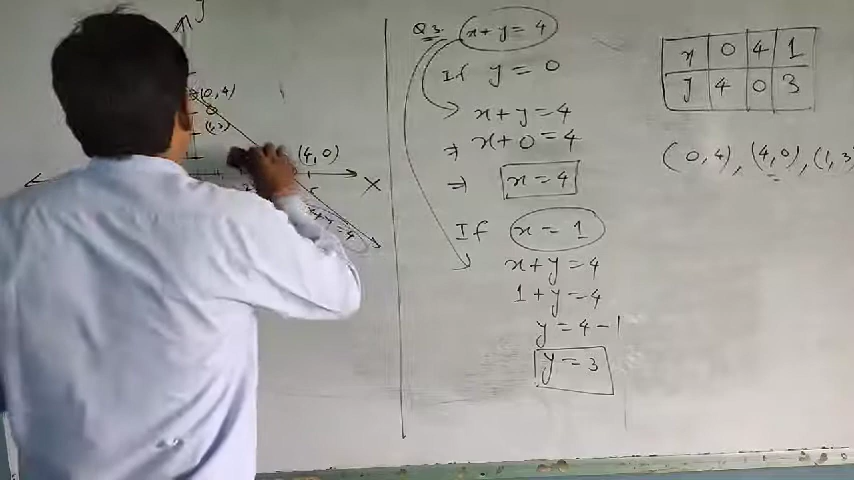 y
(0,4)
(1,3)
(4,0)
X
x+y=4
Q3. x+y=4
If y=0
x+y=4
⇒ x+0=4
⇒ x=4
If x=1
x+y=4
1+y=4
y=4-1
y=3
x 0 4 1
y 4 0 3
(0,4), (4,0), (1,3